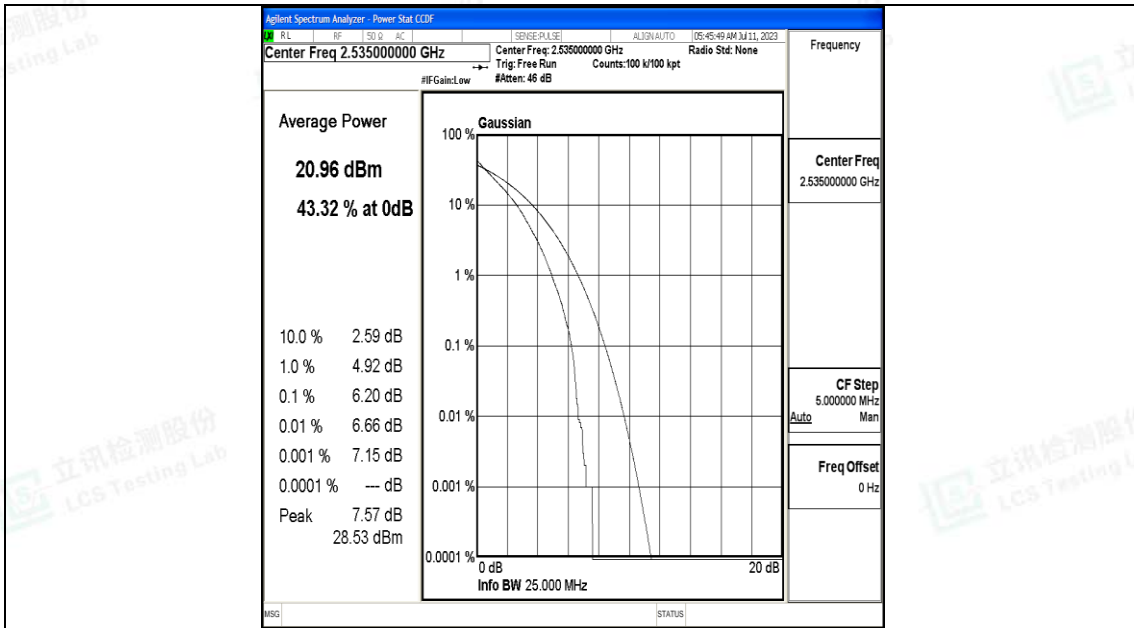 Agilent Spectrum Analyzer - Power Stat CCDF
RL RF 50 Ω AC SENSE:PULSE ALIGN AUTO 05:45:49 AM Jul 11, 2023
Center Freq 2.535000000 GHz
Center Freq: 2.535000000 GHz
Radio Std: None
Trig: Free Run
Counts:100 k/100 kpt
#IFGain:Low
#Atten: 46 dB
Frequency
Average Power
20.96 dBm
43.32 % at 0dB
10.0 % 2.59 dB
1.0 % 4.92 dB
0.1 % 6.20 dB
0.01 % 6.66 dB
0.001 % 7.15 dB
0.0001 % --- dB
Peak 7.57 dB
28.53 dBm
Gaussian
100 %
10 %
1 %
0.1 %
0.01 %
0.001 %
0.0001 %
0 dB
20 dB
Info BW 25.000 MHz
Center Freq
2.535000000 GHz
CF Step
5.000000 MHz
Auto Man
Freq Offset
0 Hz
MSG
STATUS
立讯检测股份
LCS Testing Lab
立讯检测股份